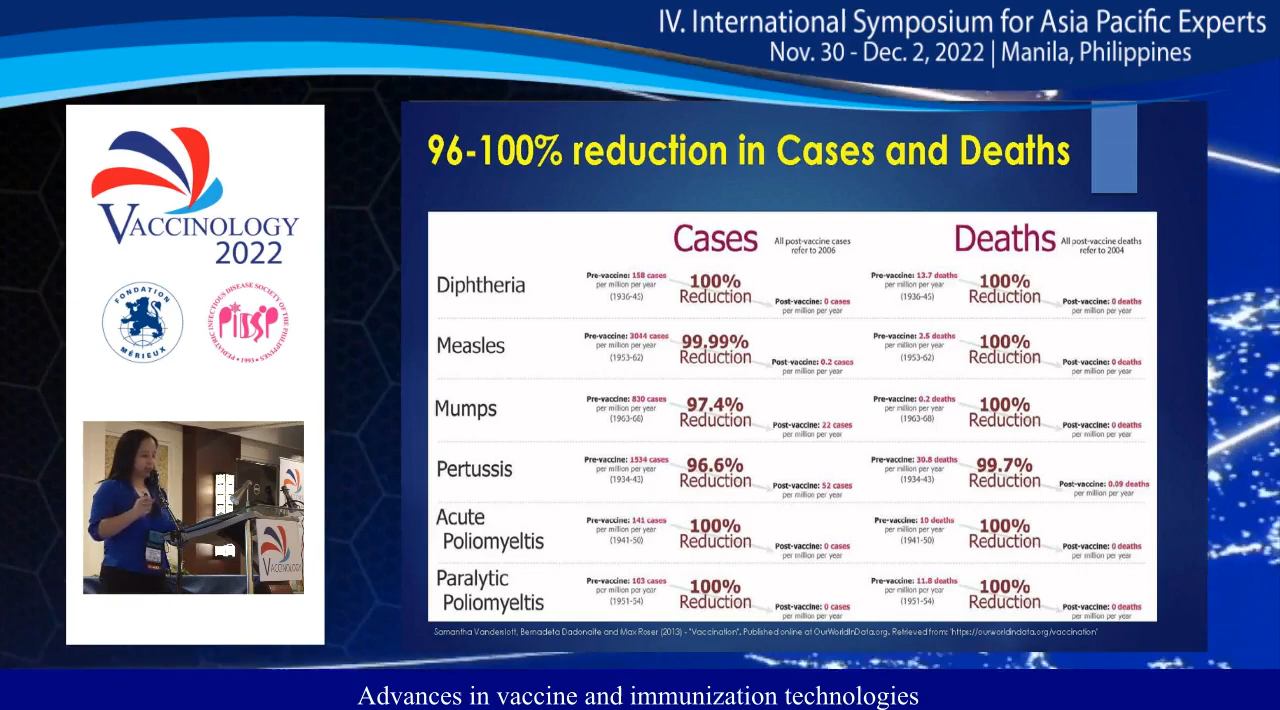 IV. International Symposium for Asia Pacific Experts
Nov. 30 - Dec. 2, 2022 | Manila, Philippines
VACCINOLOGY
2022
FONDATION
MÉRIEUX
PEDIATRIC INFECTIOUS DISEASE SOCIETY OF THE PHILIPPINES
PIDSP
• 1993 •
96-100% reduction in Cases and Deaths
Cases
All post-vaccine cases
refer to 2006
Deaths
All post-vaccine deaths
refer to 2004
Diphtheria
Pre-vaccine: 158 cases
per million per year
(1936-45)
100%
Reduction
Post-vaccine: 0 cases
per million per year
Pre-vaccine: 13.7 deaths
per million per year
(1936-45)
100%
Reduction
Post-vaccine: 0 deaths
per million per year
Measles
Pre-vaccine: 3044 cases
per million per year
(1953-62)
99.99%
Reduction
Post-vaccine: 0.2 cases
per million per year
Pre-vaccine: 2.5 deaths
per million per year
(1953-62)
100%
Reduction
Post-vaccine: 0 deaths
per million per year
Mumps
Pre-vaccine: 830 cases
per million per year
(1963-68)
97.4%
Reduction
Post-vaccine: 22 cases
per million per year
Pre-vaccine: 0.2 deaths
per million per year
(1963-68)
100%
Reduction
Post-vaccine: 0 deaths
per million per year
Pertussis
Pre-vaccine: 1534 cases
per million per year
(1934-43)
96.6%
Reduction
Post-vaccine: 52 cases
per million per year
Pre-vaccine: 30.8 deaths
per million per year
(1934-43)
99.7%
Reduction
Post-vaccine: 0.09 deaths
per million per year
Acute
Poliomyeltis
Pre-vaccine: 141 cases
per million per year
(1941-50)
100%
Reduction
Post-vaccine: 0 cases
per million per year
Pre-vaccine: 10 deaths
per million per year
(1941-50)
100%
Reduction
Post-vaccine: 0 deaths
per million per year
Paralytic
Poliomyeltis
Pre-vaccine: 103 cases
per million per year
(1951-54)
100%
Reduction
Post-vaccine: 0 cases
per million per year
Pre-vaccine: 11.8 deaths
per million per year
(1951-54)
100%
Reduction
Post-vaccine: 0 deaths
per million per year
Samantha Vanderslott, Bernadeta Dadonaite and Max Roser (2013) - "Vaccination". Published online at OurWorldInData.org. Retrieved from: 'https://ourworldindata.org/vaccination'
VACCINOLOGY
Advances in vaccine and immunization technologies